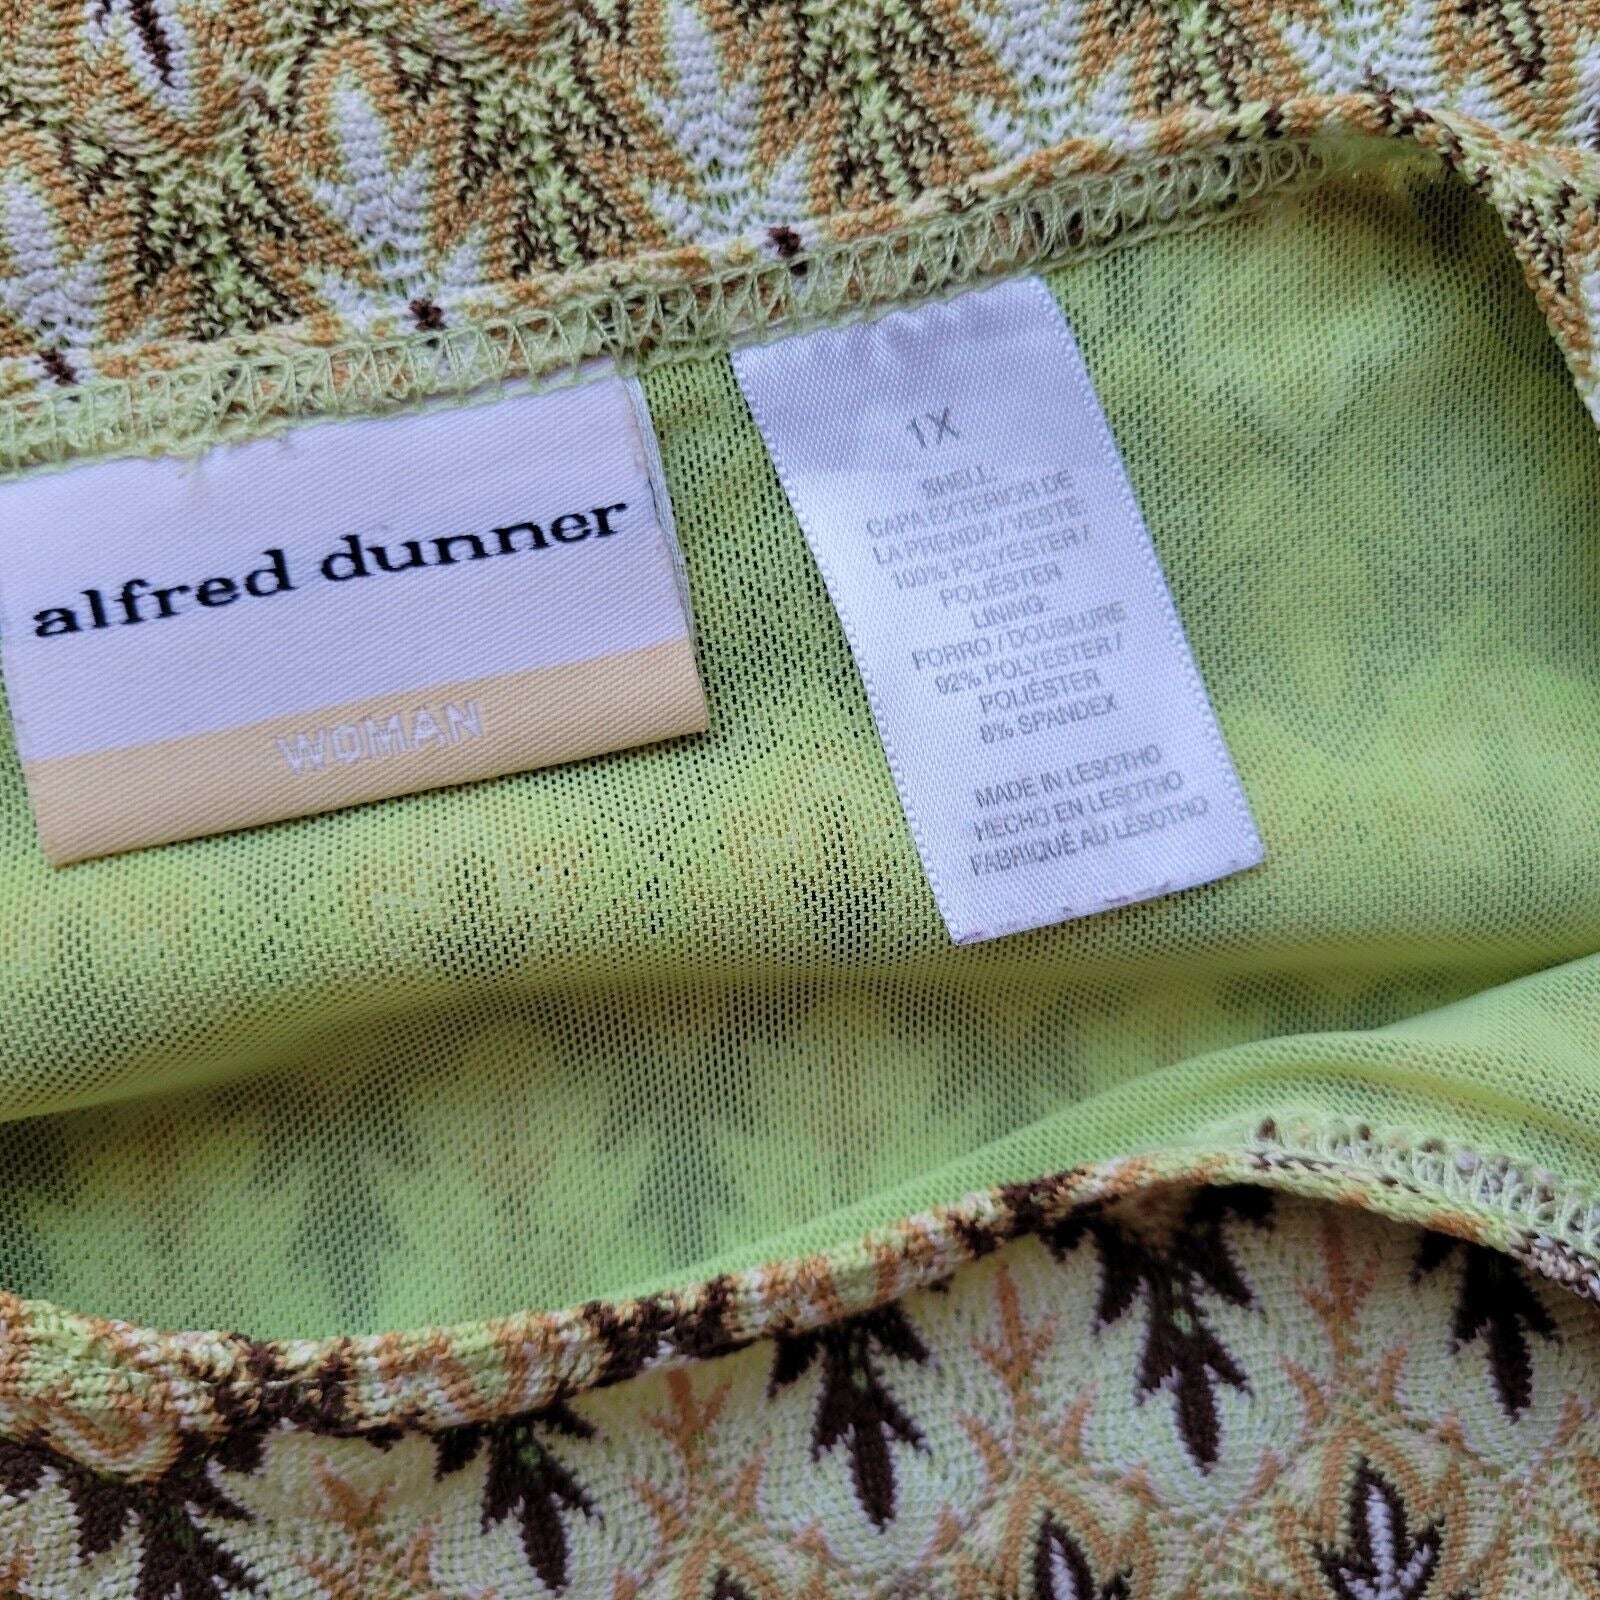 alfred dunner
WOMAN
1X
SHELL:
CAPA EXTERIOR DE
LA PRENDA / COTE:
100% POLYESTER /
POLIÉSTER
LINING:
FORRO / DOUBLURE
92% POLYESTER /
POLIÉSTER
8% SPANDEX
MADE IN LESOTHO
HECHO EN LESOTHO
FABRIQUÉ AU LESOTHO